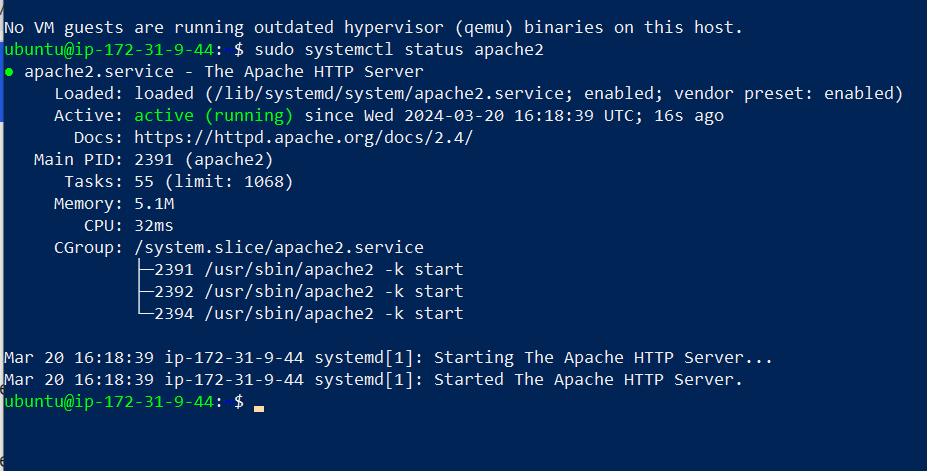 No VM guests are running outdated hypervisor (qemu) binaries on this host.
ubuntu@ip-172-31-9-44:~$ sudo systemctl status apache2
● apache2.service - The Apache HTTP Server
     Loaded: loaded (/lib/systemd/system/apache2.service; enabled; vendor preset: enabled)
     Active: active (running) since Wed 2024-03-20 16:18:39 UTC; 16s ago
       Docs: https://httpd.apache.org/docs/2.4/
   Main PID: 2391 (apache2)
      Tasks: 55 (limit: 1068)
     Memory: 5.1M
        CPU: 32ms
     CGroup: /system.slice/apache2.service
             ├─2391 /usr/sbin/apache2 -k start
             ├─2392 /usr/sbin/apache2 -k start
             └─2394 /usr/sbin/apache2 -k start
Mar 20 16:18:39 ip-172-31-9-44 systemd[1]: Starting The Apache HTTP Server...
Mar 20 16:18:39 ip-172-31-9-44 systemd[1]: Started The Apache HTTP Server.
ubuntu@ip-172-31-9-44:~$